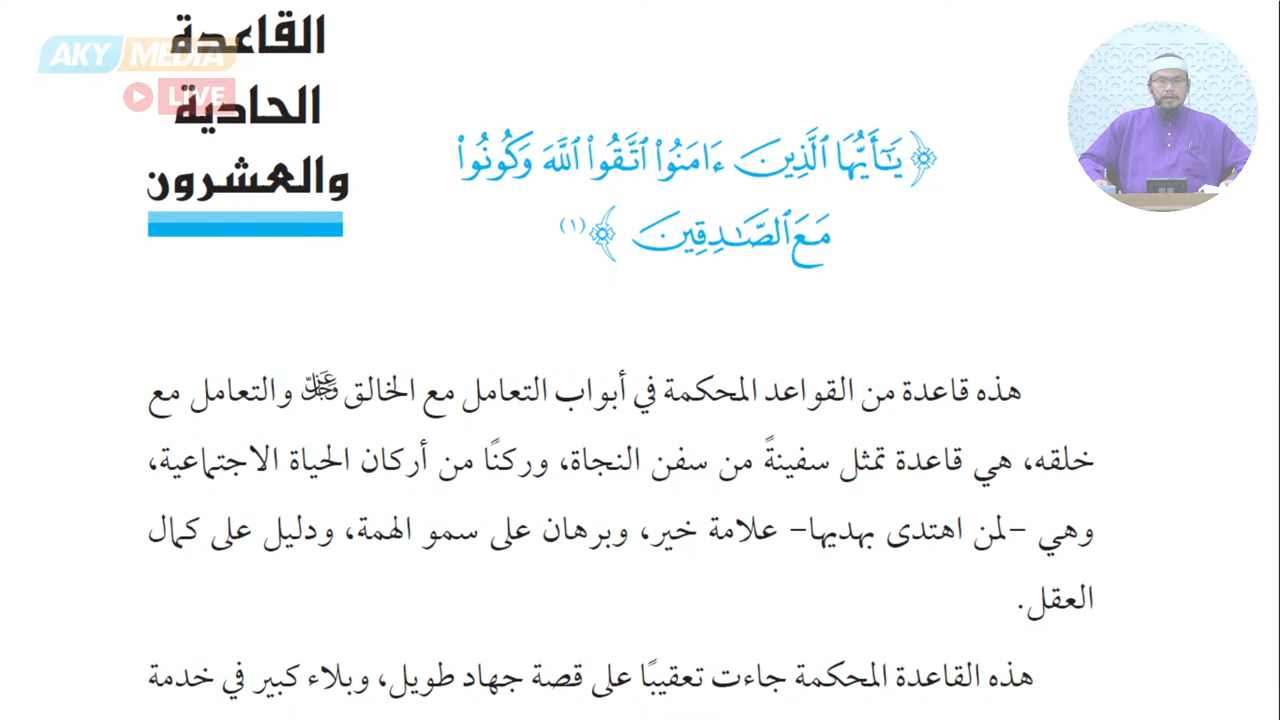 AKY MEDIA
LIVE
القاعدة
الحادية
والعشرون
﴿يَٰٓأَيُّهَا ٱلَّذِينَ ءَامَنُوا۟ ٱتَّقُوا۟ ٱللَّهَ وَكُونُوا۟
مَعَ ٱلصَّٰدِقِينَ ﴾ (١)
هذه قاعدة من القواعد المحكمة في أبواب التعامل مع الخالق عَزَّوَجَلَّ والتعامل مع
خلقه، هي قاعدة تمثل سفينةً من سفن النجاة، وركنًا من أركان الحياة الاجتماعية،
وهي –لمن اهتدى بهديها– علامة خير، وبرهان على سمو الهمة، ودليل على كمال
العقل.
هذه القاعدة المحكمة جاءت تعقيبًا على قصة جهاد طويل، وبلاء كبير في خدمة